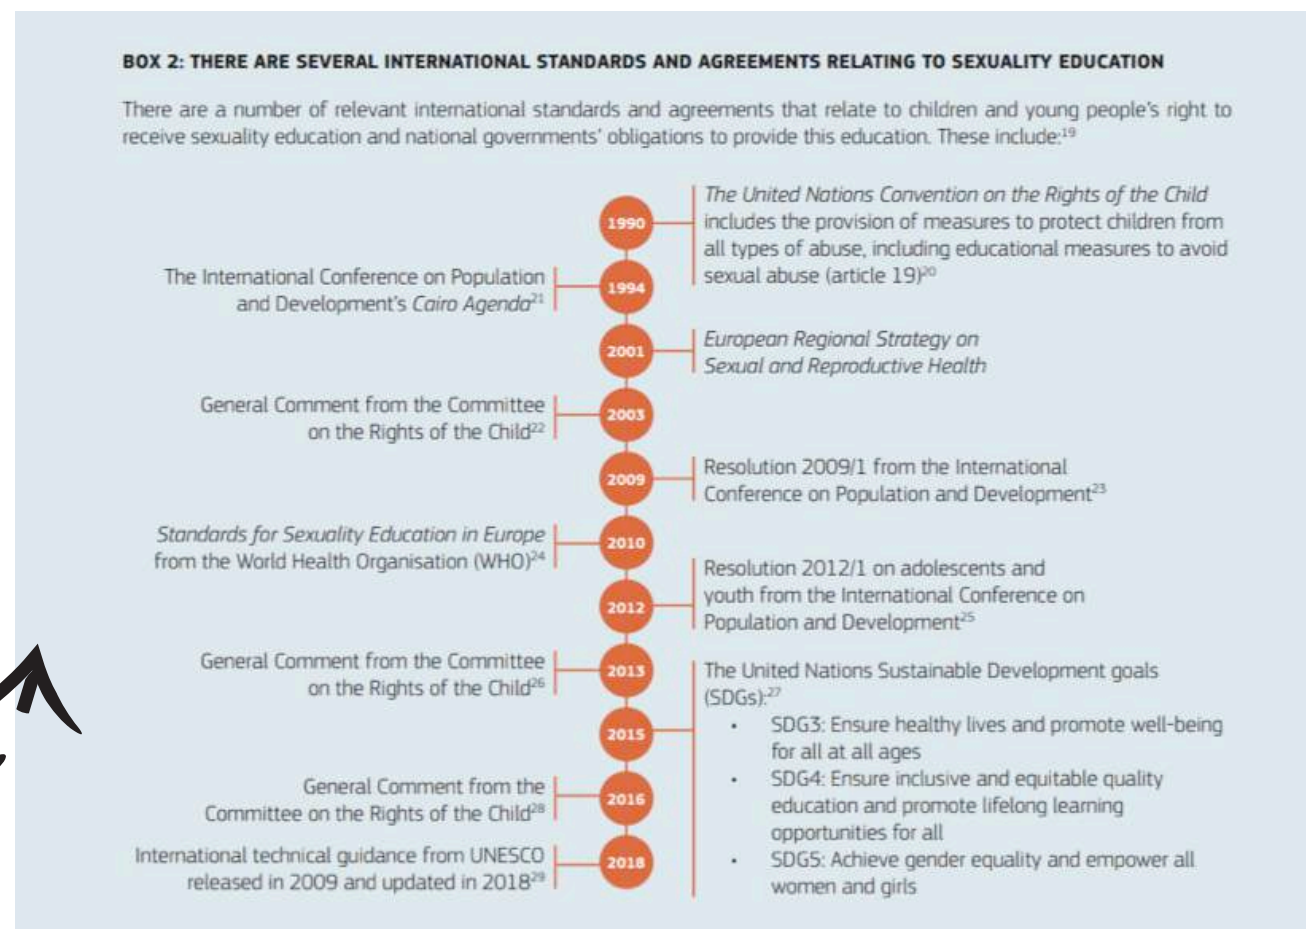 BOX 2: THERE ARE SEVERAL INTERNATIONAL STANDARDS AND AGREEMENTS RELATING TO SEXUALITY EDUCATION
There are a number of relevant international standards and agreements that relate to children and young people's right to
receive sexuality education and national governments' obligations to provide this education. These include:19
1990
The United Nations Convention on the Rights of the Child
includes the provision of measures to protect children from
all types of abuse, including educational measures to avoid
sexual abuse (article 19)20
The International Conference on Population
and Development's Cairo Agenda21
1994
2001
European Regional Strategy on
Sexual and Reproductive Health
General Comment from the Committee
on the Rights of the Child22
2003
2009
Resolution 2009/1 from the International
Conference on Population and Development23
Standards for Sexuality Education in Europe
from the World Health Organisation (WHO)24
2010
2012
Resolution 2012/1 on adolescents and
youth from the International Conference on
Population and Development25
General Comment from the Committee
on the Rights of the Child26
2013
2015
The United Nations Sustainable Development goals
(SDGs):27
• SDG3: Ensure healthy lives and promote well-being
for all at all ages
• SDG4: Ensure inclusive and equitable quality
education and promote lifelong learning
opportunities for all
• SDG5: Achieve gender equality and empower all
women and girls
General Comment from the
Committee on the Rights of the Child28
2016
International technical guidance from UNESCO
released in 2009 and updated in 201829
2018